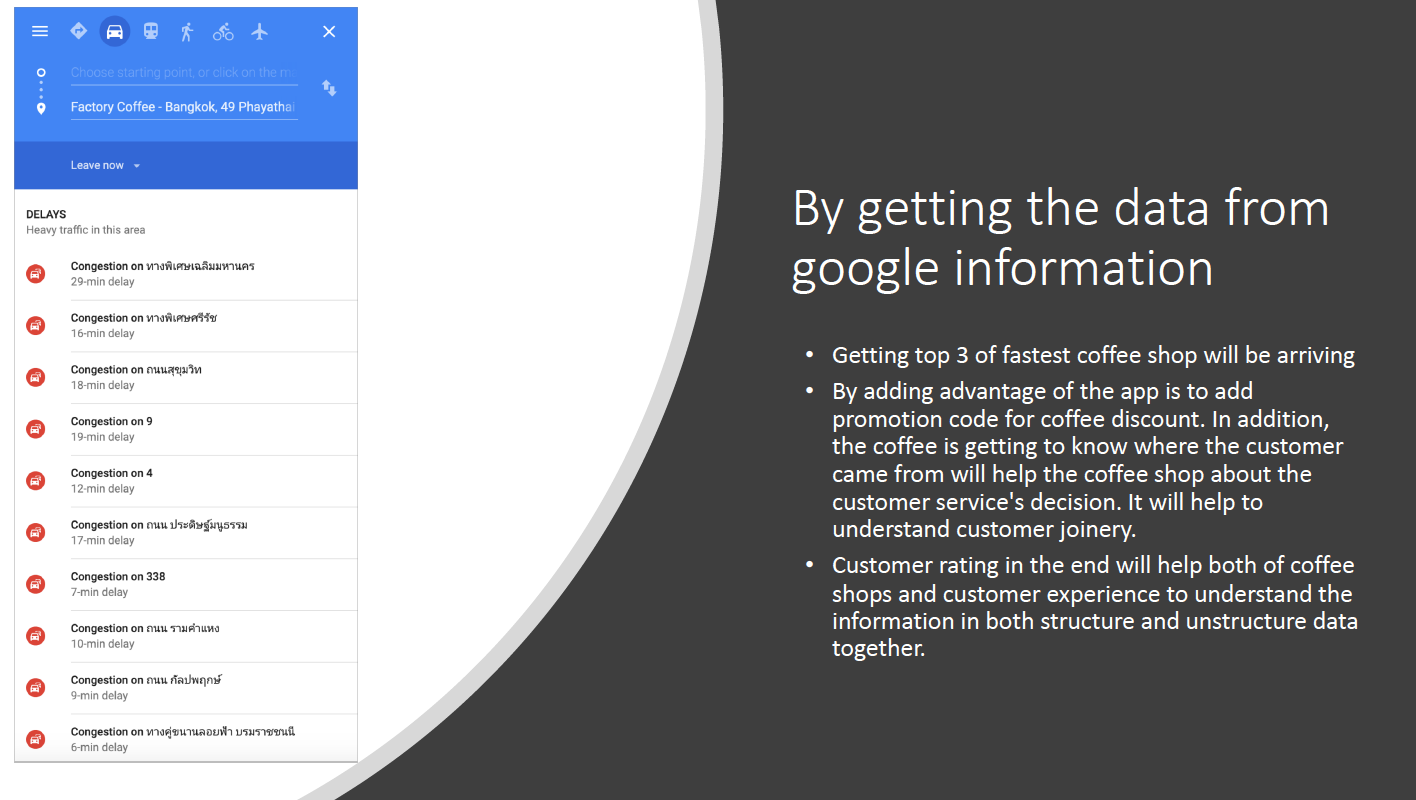 Choose starting point, or click on the m
Factory Coffee - Bangkok, 49 Phayathai
Leave now
DELAYS
Heavy traffic in this area
Congestion on ทางพิเศษเฉลิมมหานคร
29-min delay
Congestion on ทางพิเศษศรีรัช
16-min delay
Congestion on ถนนสุขุมวิท
18-min delay
Congestion on 9
19-min delay
Congestion on 4
12-min delay
Congestion on ถนน ประดิษฐ์มนูธรรม
17-min delay
Congestion on 338
7-min delay
Congestion on ถนน รามคำแหง
10-min delay
Congestion on ถนน กัลปพฤกษ์
9-min delay
Congestion on ทางคู่ขนานลอยฟ้า บรมราชชนนี
6-min delay
By getting the data from
google information
• Getting top 3 of fastest coffee shop will be arriving
• By adding advantage of the app is to add
promotion code for coffee discount. In addition,
the coffee is getting to know where the customer
came from will help the coffee shop about the
customer service's decision. It will help to
understand customer joinery.
• Customer rating in the end will help both of coffee
shops and customer experience to understand the
information in both structure and unstructure data
together.